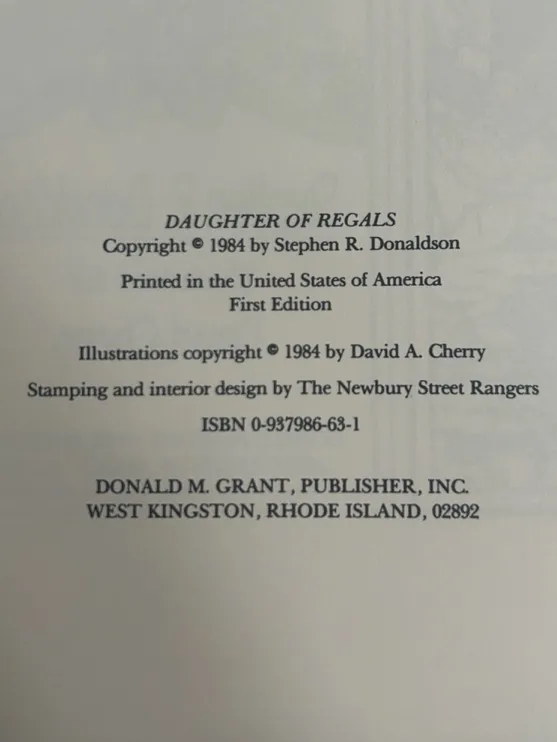 DAUGHTER OF REGALS
Copyright © 1984 by Stephen R. Donaldson
Printed in the United States of America
First Edition
Illustrations copyright © 1984 by David A. Cherry
Stamping and interior design by The Newbury Street Rangers
ISBN 0-937986-63-1
DONALD M. GRANT, PUBLISHER, INC.
WEST KINGSTON, RHODE ISLAND, 02892